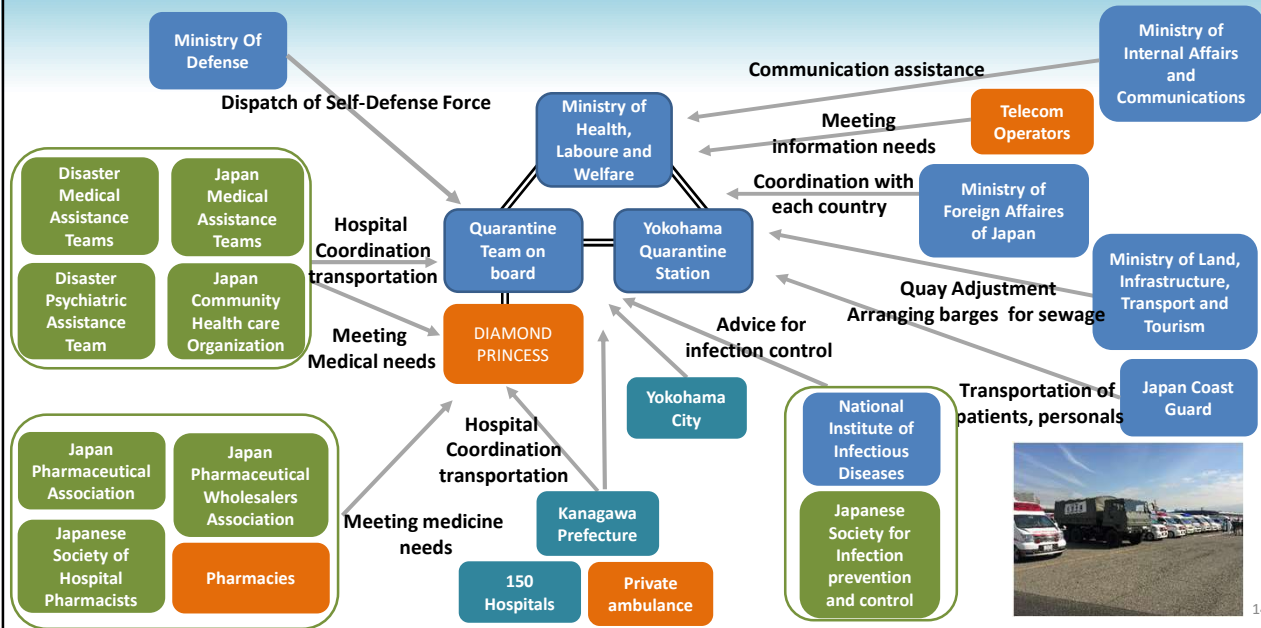 Ministry Of
Defense
Dispatch of Self-Defense Force
Ministry of
Health,
Laboure and
Welfare
Communication assistance
Ministry of
Internal Affairs
and
Communications
Meeting
information needs
Telecom
Operators
Disaster
Medical
Assistance
Teams
Japan
Medical
Assistance
Teams
Disaster
Psychiatric
Assistance
Team
Japan
Community
Health care
Organization
Hospital
Coordination
transportation
Meeting
Medical needs
Quarantine
Team on
board
Yokohama
Quarantine
Station
Coordination with
each country
Ministry of
Foreign Affaires
of Japan
Ministry of Land,
Infrastructure,
Transport and
Tourism
Quay Adjustment
Arranging barges for sewage
DIAMOND
PRINCESS
Advice for
infection control
Yokohama
City
Transportation of
patients, personals
Japan Coast
Guard
Japan
Pharmaceutical
Association
Japan
Pharmaceutical
Wholesalers
Association
Japanese
Society of
Hospital
Pharmacists
Pharmacies
Meeting medicine
needs
Hospital
Coordination
transportation
Kanagawa
Prefecture
150
Hospitals
Private
ambulance
National
Institute of
Infectious
Diseases
Japanese
Society for
Infection
prevention
and control